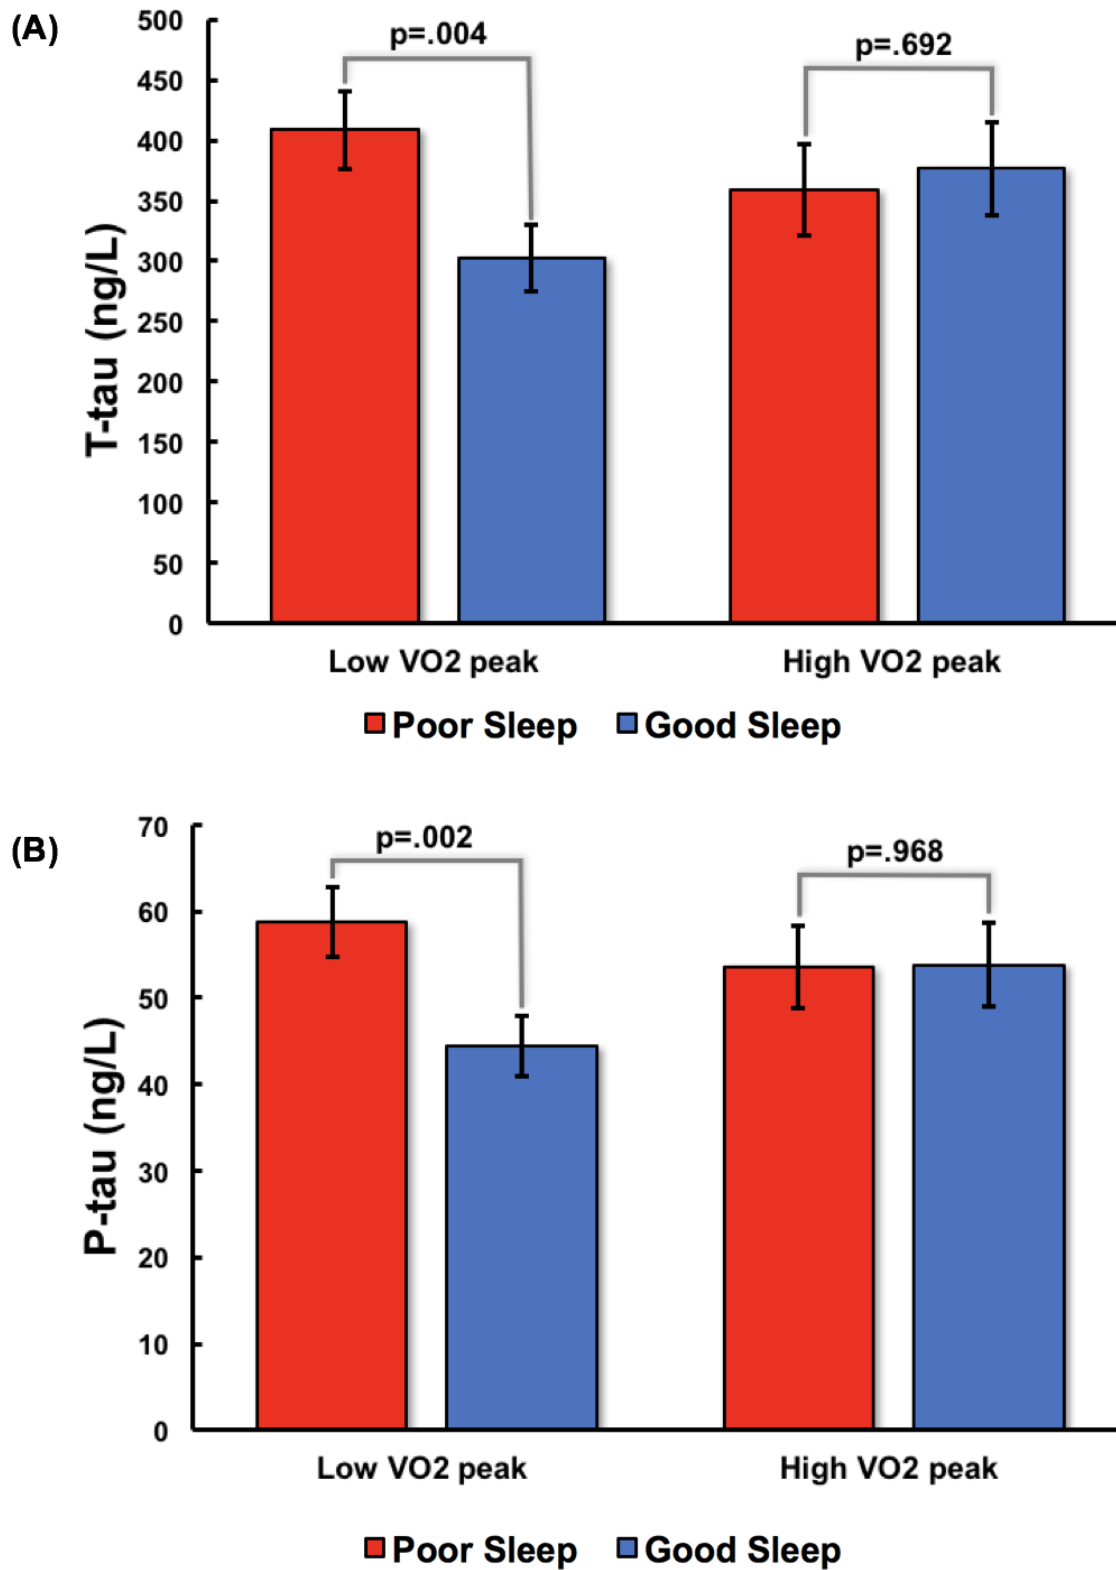 (A)
500
450
400
350
300
250
200
150
100
50
0
T-tau (ng/L)
p=.004
p=.692
Low VO2 peak
High VO2 peak
Poor Sleep
Good Sleep
(B)
70
60
50
40
30
20
10
0
P-tau (ng/L)
p=.002
p=.968
Low VO2 peak
High VO2 peak
Poor Sleep
Good Sleep